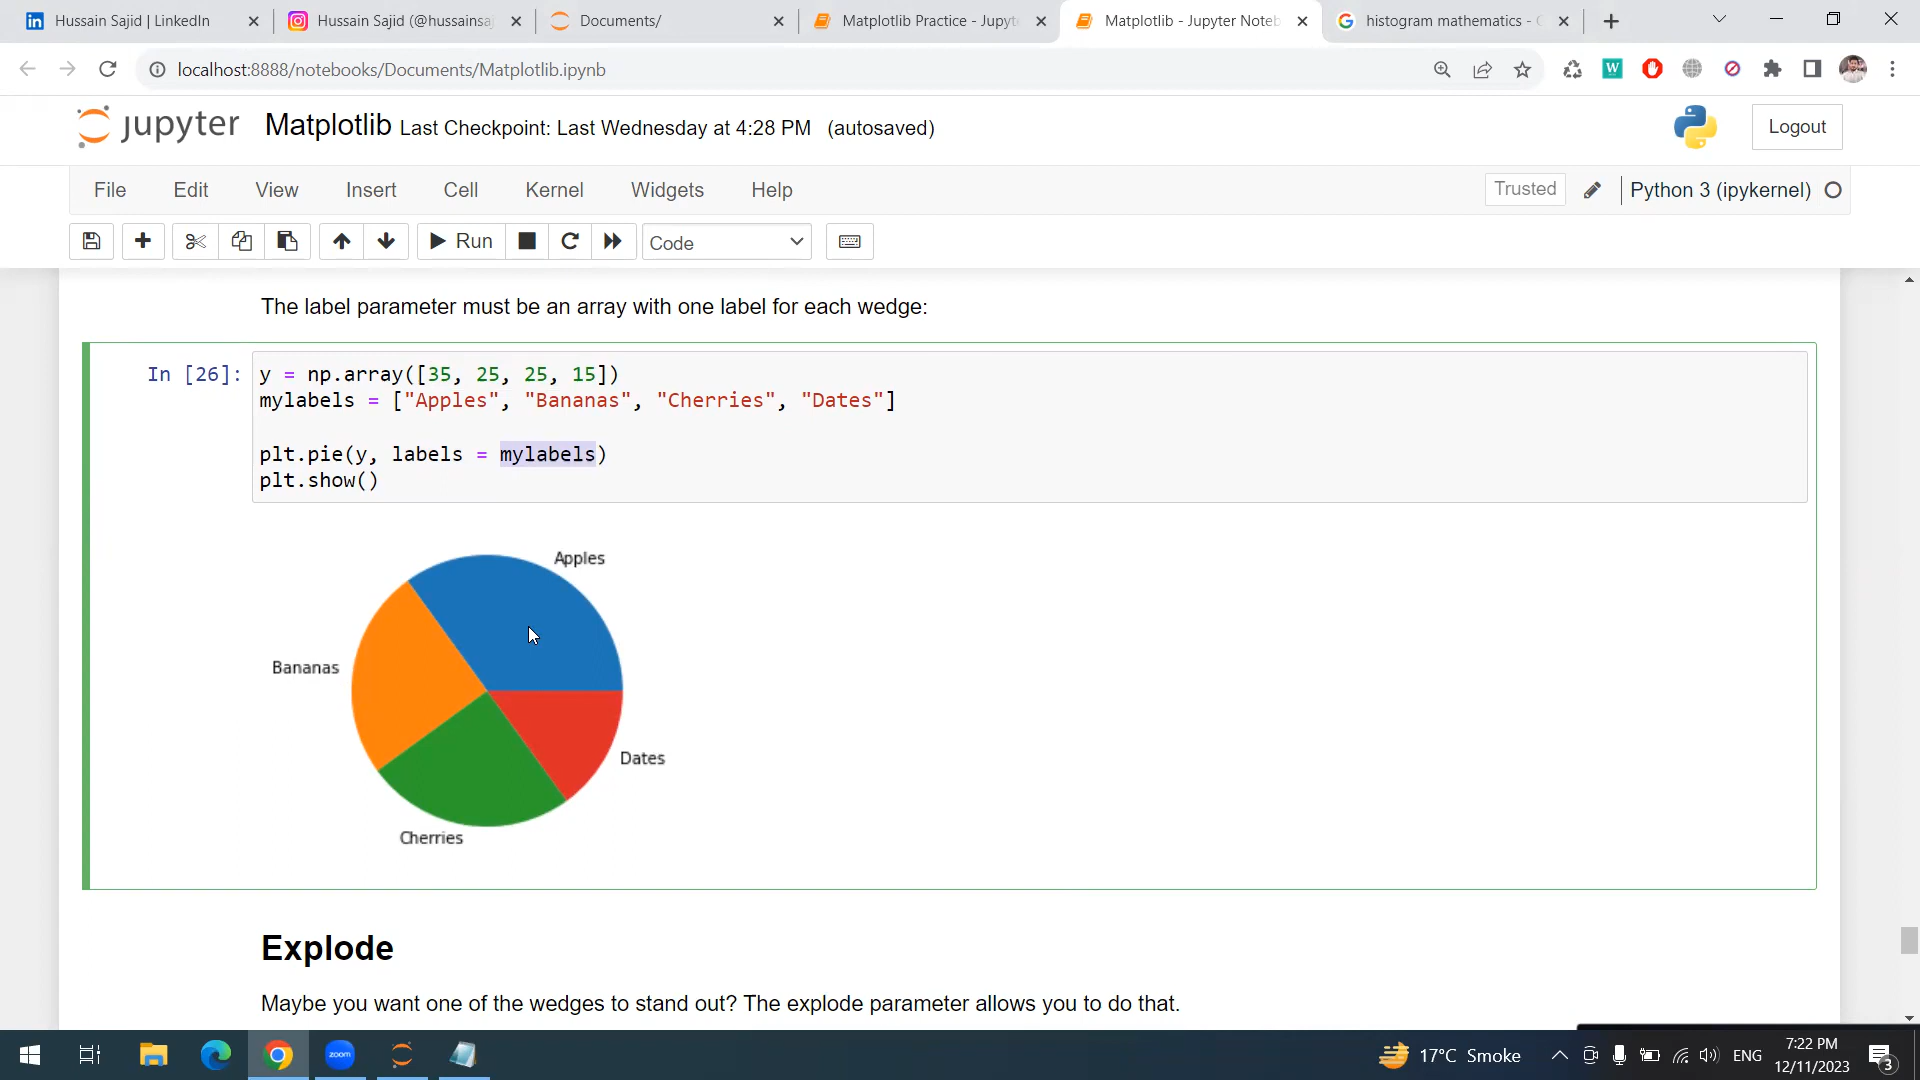 Hussain Sajid | LinkedIn
Hussain Sajid (@hussainsaj
Documents/
Matplotlib Practice - Jupyte
Matplotlib - Jupyter Noteb
histogram mathematics -
localhost:8888/notebooks/Documents/Matplotlib.ipynb
jupyter Matplotlib Last Checkpoint: Last Wednesday at 4:28 PM (autosaved)
Logout
File Edit View Insert Cell Kernel Widgets Help
Trusted
Python 3 (ipykernel)
Run
Code
The label parameter must be an array with one label for each wedge:
In [26]:
y = np.array([35, 25, 25, 15])
mylabels = ["Apples", "Bananas", "Cherries", "Dates"]
plt.pie(y, labels = mylabels)
plt.show()
Apples
Bananas
Dates
Cherries
Explode
Maybe you want one of the wedges to stand out? The explode parameter allows you to do that.
zoom
17°C Smoke
ENG
7:22 PM
12/11/2023
3